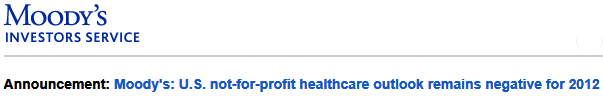 MOODY'S
INVESTORS SERVICE
Announcement: Moody's: U.S. not-for-profit healthcare outlook remains negative for 2012